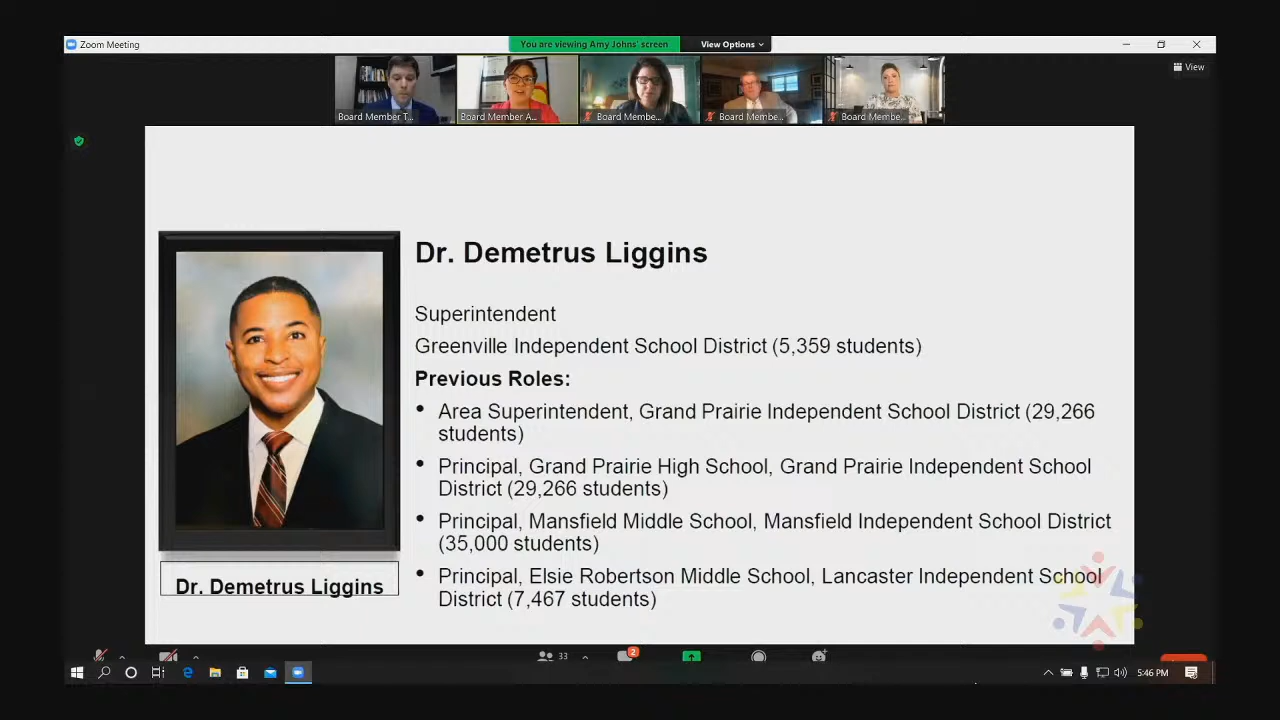 Zoom Meeting
You are viewing Amy Johns' screen
View Options
View
Board Member T...
Board Member A...
Board Membe...
Board Membe...
Board Membe...
Dr. Demetrus Liggins
Superintendent
Greenville Independent School District (5,359 students)
Previous Roles:
• Area Superintendent, Grand Prairie Independent School District (29,266
students)
• Principal, Grand Prairie High School, Grand Prairie Independent School
District (29,266 students)
• Principal, Mansfield Middle School, Mansfield Independent School District
(35,000 students)
• Principal, Elsie Robertson Middle School, Lancaster Independent School
District (7,467 students)
Dr. Demetrus Liggins
33
2
5:46 PM